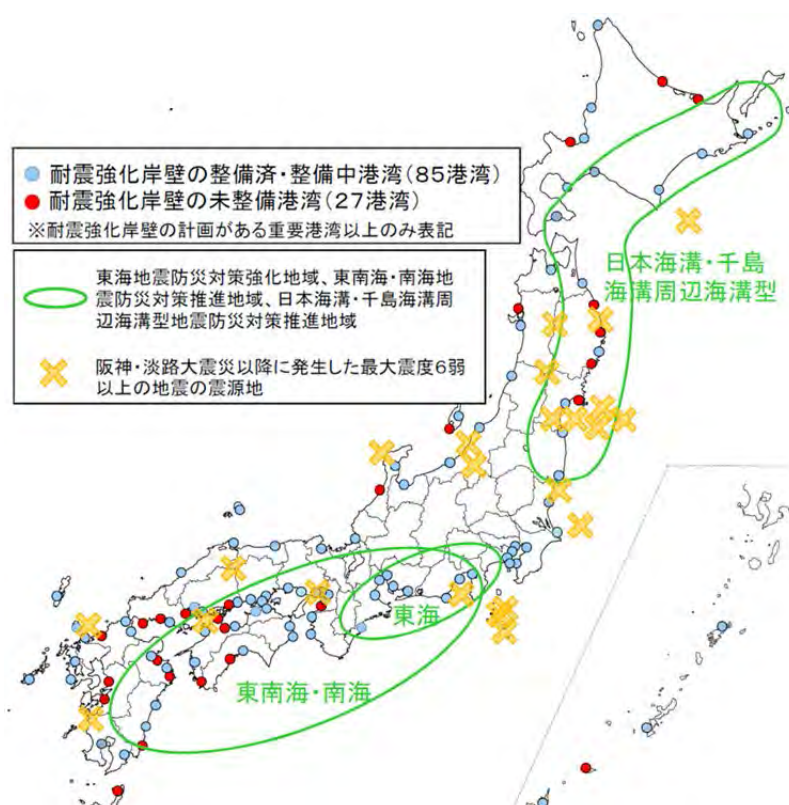 耐震強化岸壁の整備済・整備中港湾(85港湾)
耐震強化岸壁の未整備港湾(27港湾)
※耐震強化岸壁の計画がある重要港湾以上のみ表記
東海地震防災対策強化地域、東南海・南海地
震防災対策推進地域、日本海溝・千島海溝周
辺海溝型地震防災対策推進地域
阪神・淡路大震災以降に発生した最大震度6弱
以上の地震の震源地
日本海溝・千島
海溝周辺海溝型
東海
東南海・南海